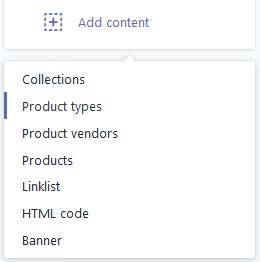 Add content
Collections
Product types
Product vendors
Products
Linklist
HTML code
Banner